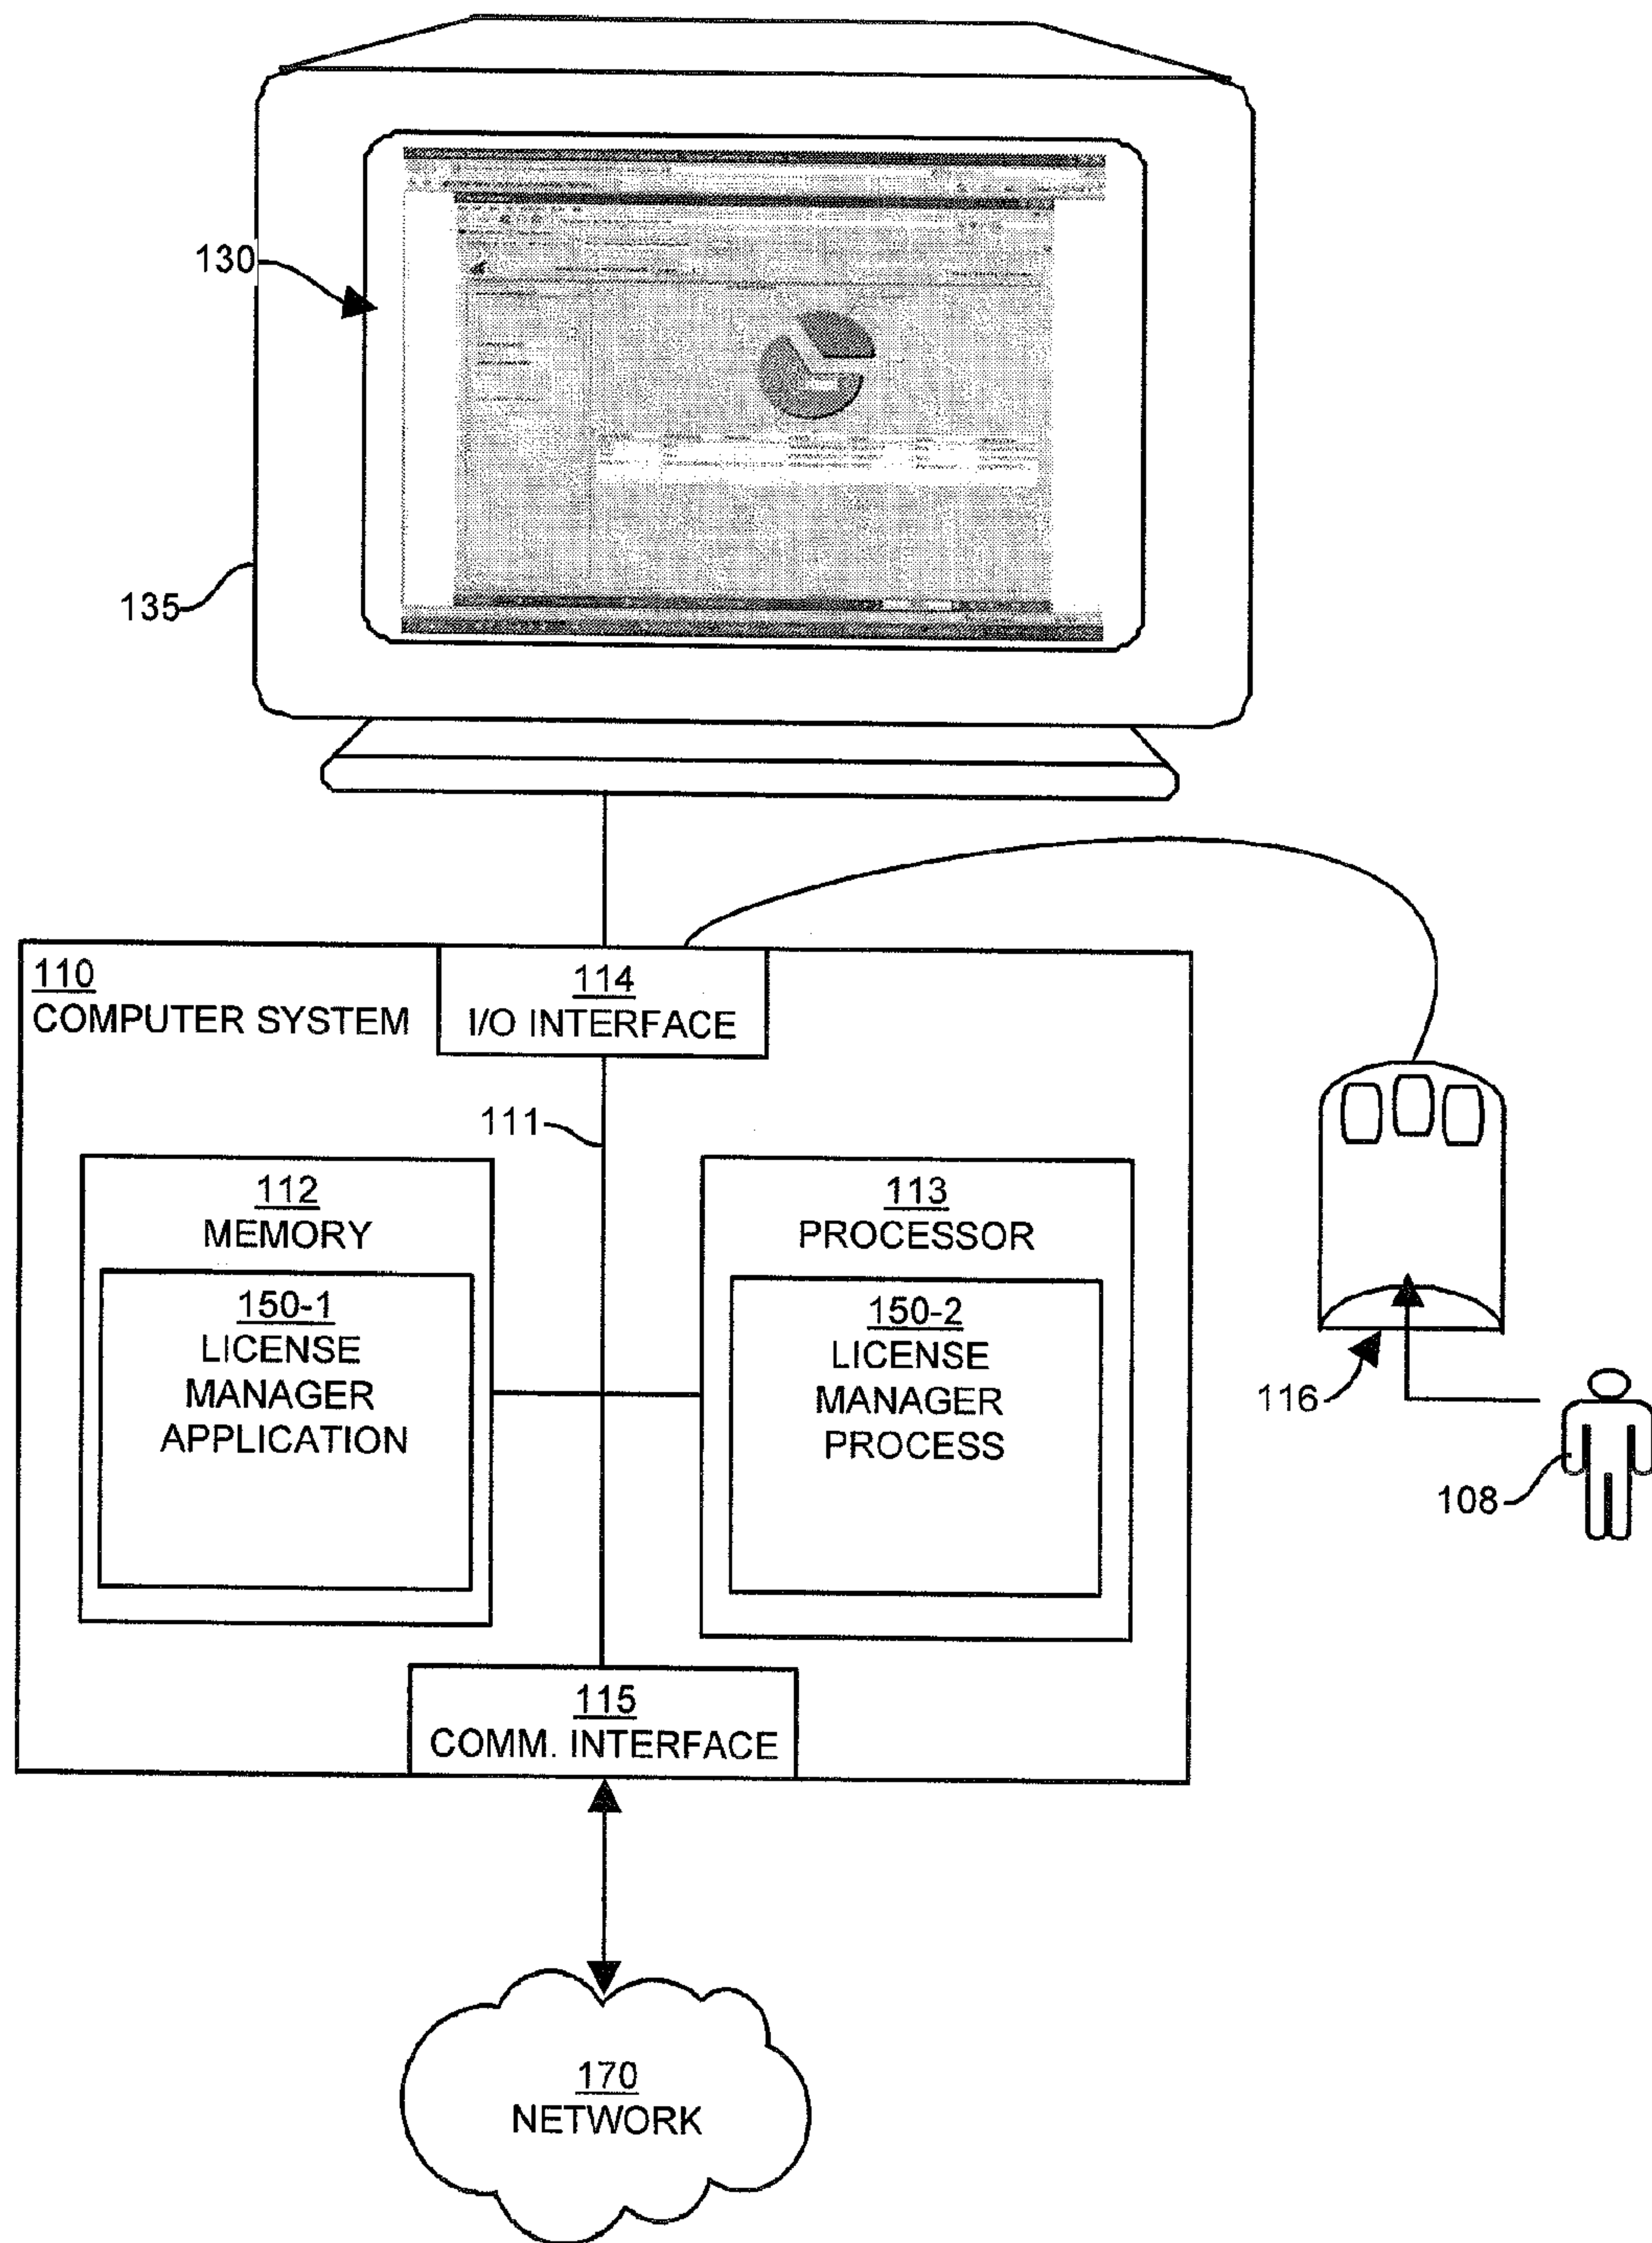 130
135
110
COMPUTER SYSTEM
114
I/O INTERFACE
111
112
MEMORY
113
PROCESSOR
150-1
LICENSE
MANAGER
APPLICATION
150-2
LICENSE
MANAGER
PROCESS
116
108
115
COMM. INTERFACE
170
NETWORK